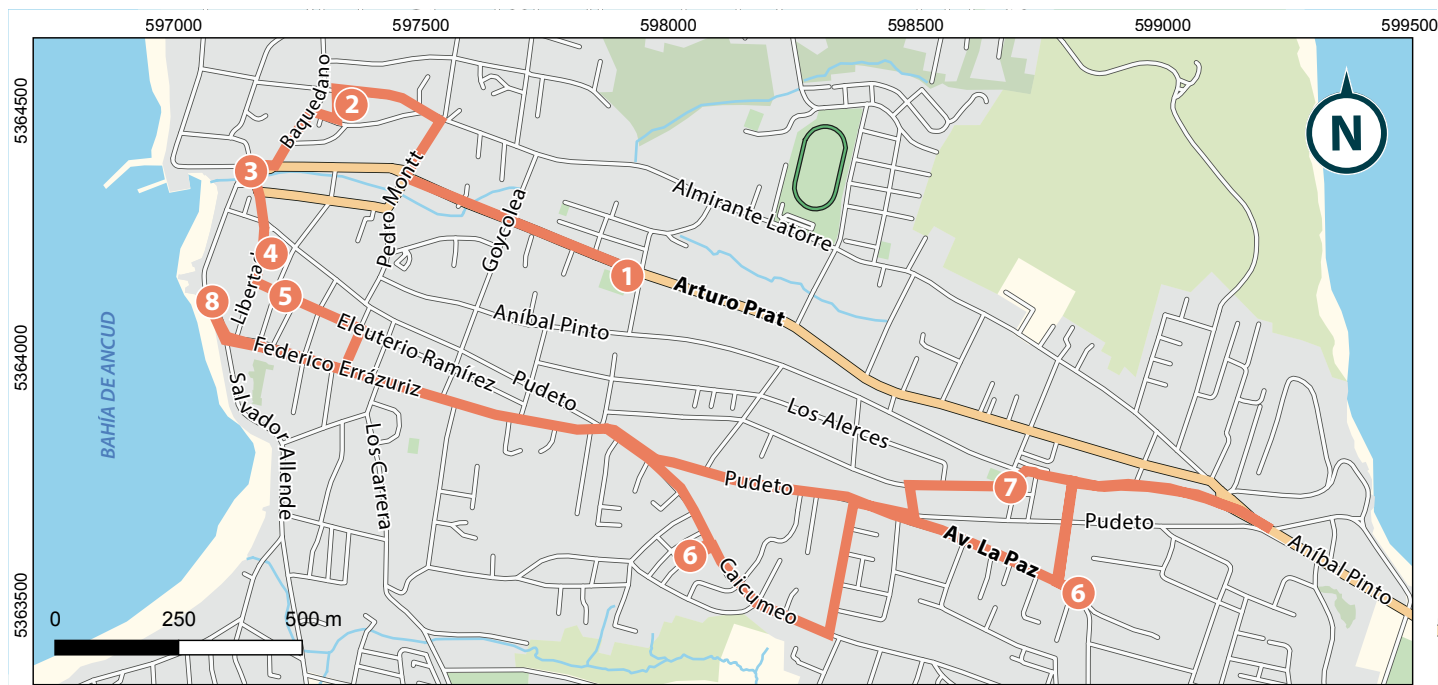 597000
597500
598000
598500
599000
599500
5364500
5364000
5363500
N
Baquedano
2
3
Pedro Montt
Almirante Latorre
Goycolea
1
Arturo Prat
4
5
8
Libertad
BAHÍA DE ANCUD
Aníbal Pinto
Eleuterio Ramírez
Federico Errázuriz
Pudeto
Los Alerces
Salvador Allende
Los Carrera
Pudeto
7
Pudeto
Av. La Paz
6
Caicumeo
6
Aníbal Pinto
0 250 500 m